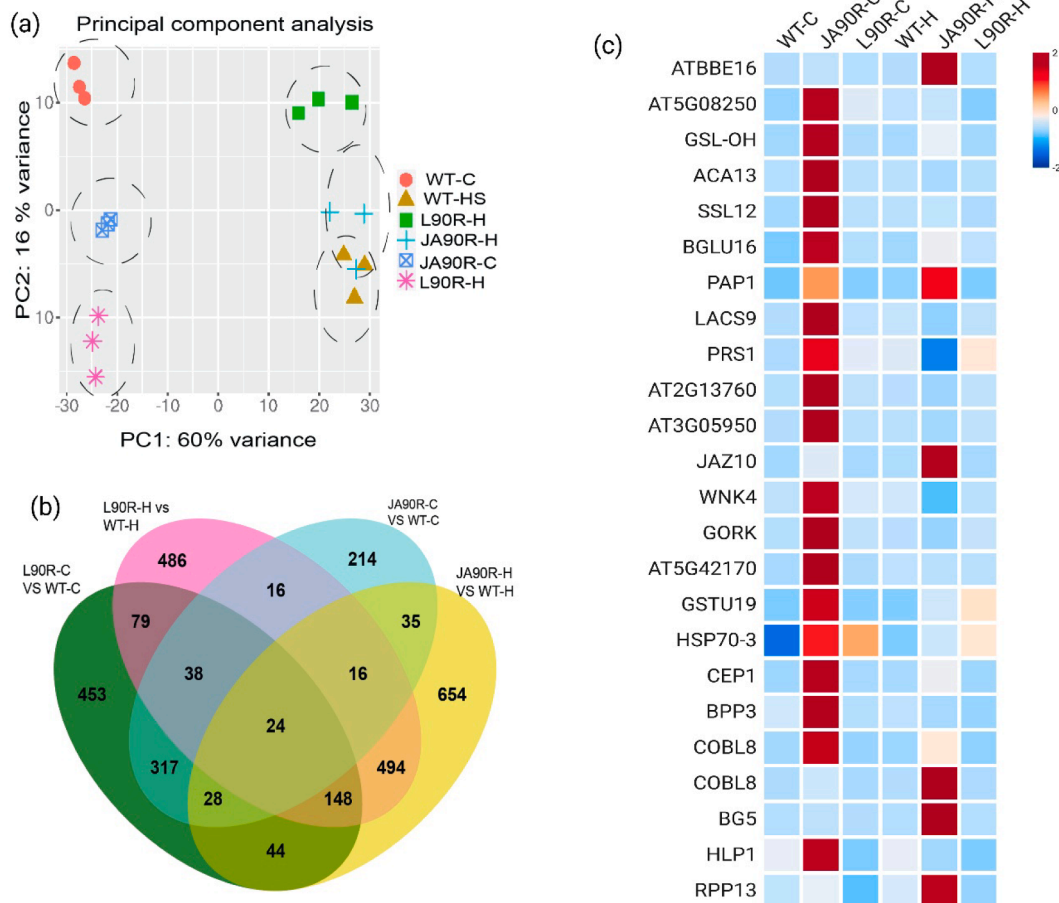 (a)
Principal component analysis
10
0
10
PC2: 16 % variance
-30
-20
-10
0
10
20
30
PC1: 60% variance
WT-C
WT-HS
L90R-H
JA90R-H
JA90R-C
L90R-H
(b)
L90R-C
VS WT-C
L90R-H vs
WT-H
JA90R-C
VS WT-C
JA90R-H
VS WT-H
486
16
214
79
35
38
16
453
24
654
317
494
28
148
44
(c)
WT-C
JA90R-C
L90R-C
WT-H
JA90R-H
L90R-H
2
0
-2
ATBBE16
AT5G08250
GSL-OH
ACA13
SSL12
BGLU16
PAP1
LACS9
PRS1
AT2G13760
AT3G05950
JAZ10
WNK4
GORK
AT5G42170
GSTU19
HSP70-3
CEP1
BPP3
COBL8
COBL8
BG5
HLP1
RPP13